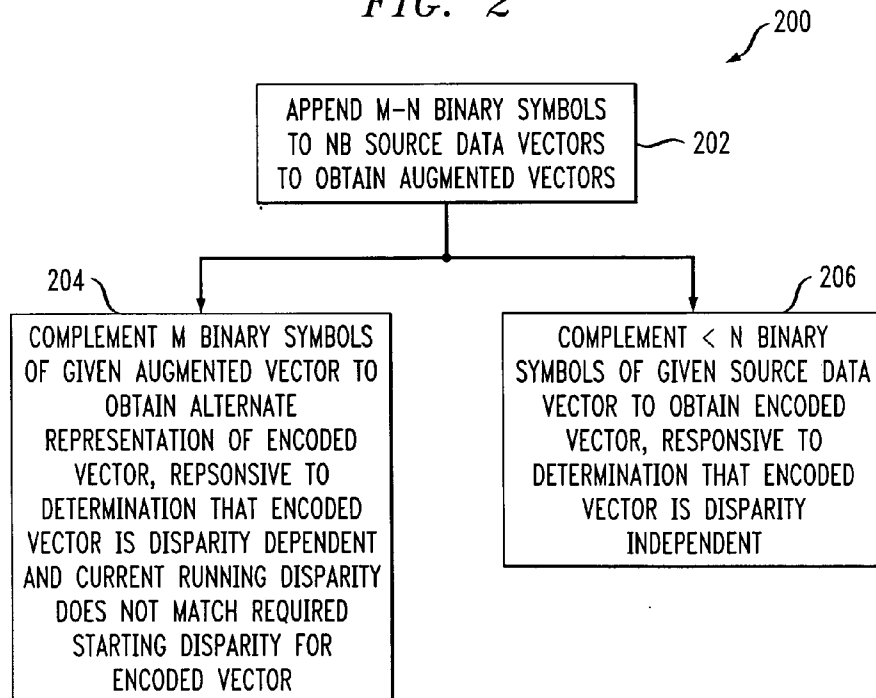 FIG. 2
200
APPEND M-N BINARY SYMBOLS
TO NB SOURCE DATA VECTORS
TO OBTAIN AUGMENTED VECTORS
202
204
COMPLEMENT M BINARY SYMBOLS
OF GIVEN AUGMENTED VECTOR TO
OBTAIN ALTERNATE
REPRESENTATION OF ENCODED
VECTOR, REPSONSIVE TO
DETERMINATION THAT ENCODED
VECTOR IS DISPARITY DEPENDENT
AND CURRENT RUNNING DISPARITY
DOES NOT MATCH REQUIRED
STARTING DISPARITY FOR
ENCODED VECTOR
206
COMPLEMENT < N BINARY
SYMBOLS OF GIVEN SOURCE DATA
VECTOR TO OBTAIN ENCODED
VECTOR, RESPONSIVE TO
DETERMINATION THAT ENCODED
VECTOR IS DISPARITY
INDEPENDENT